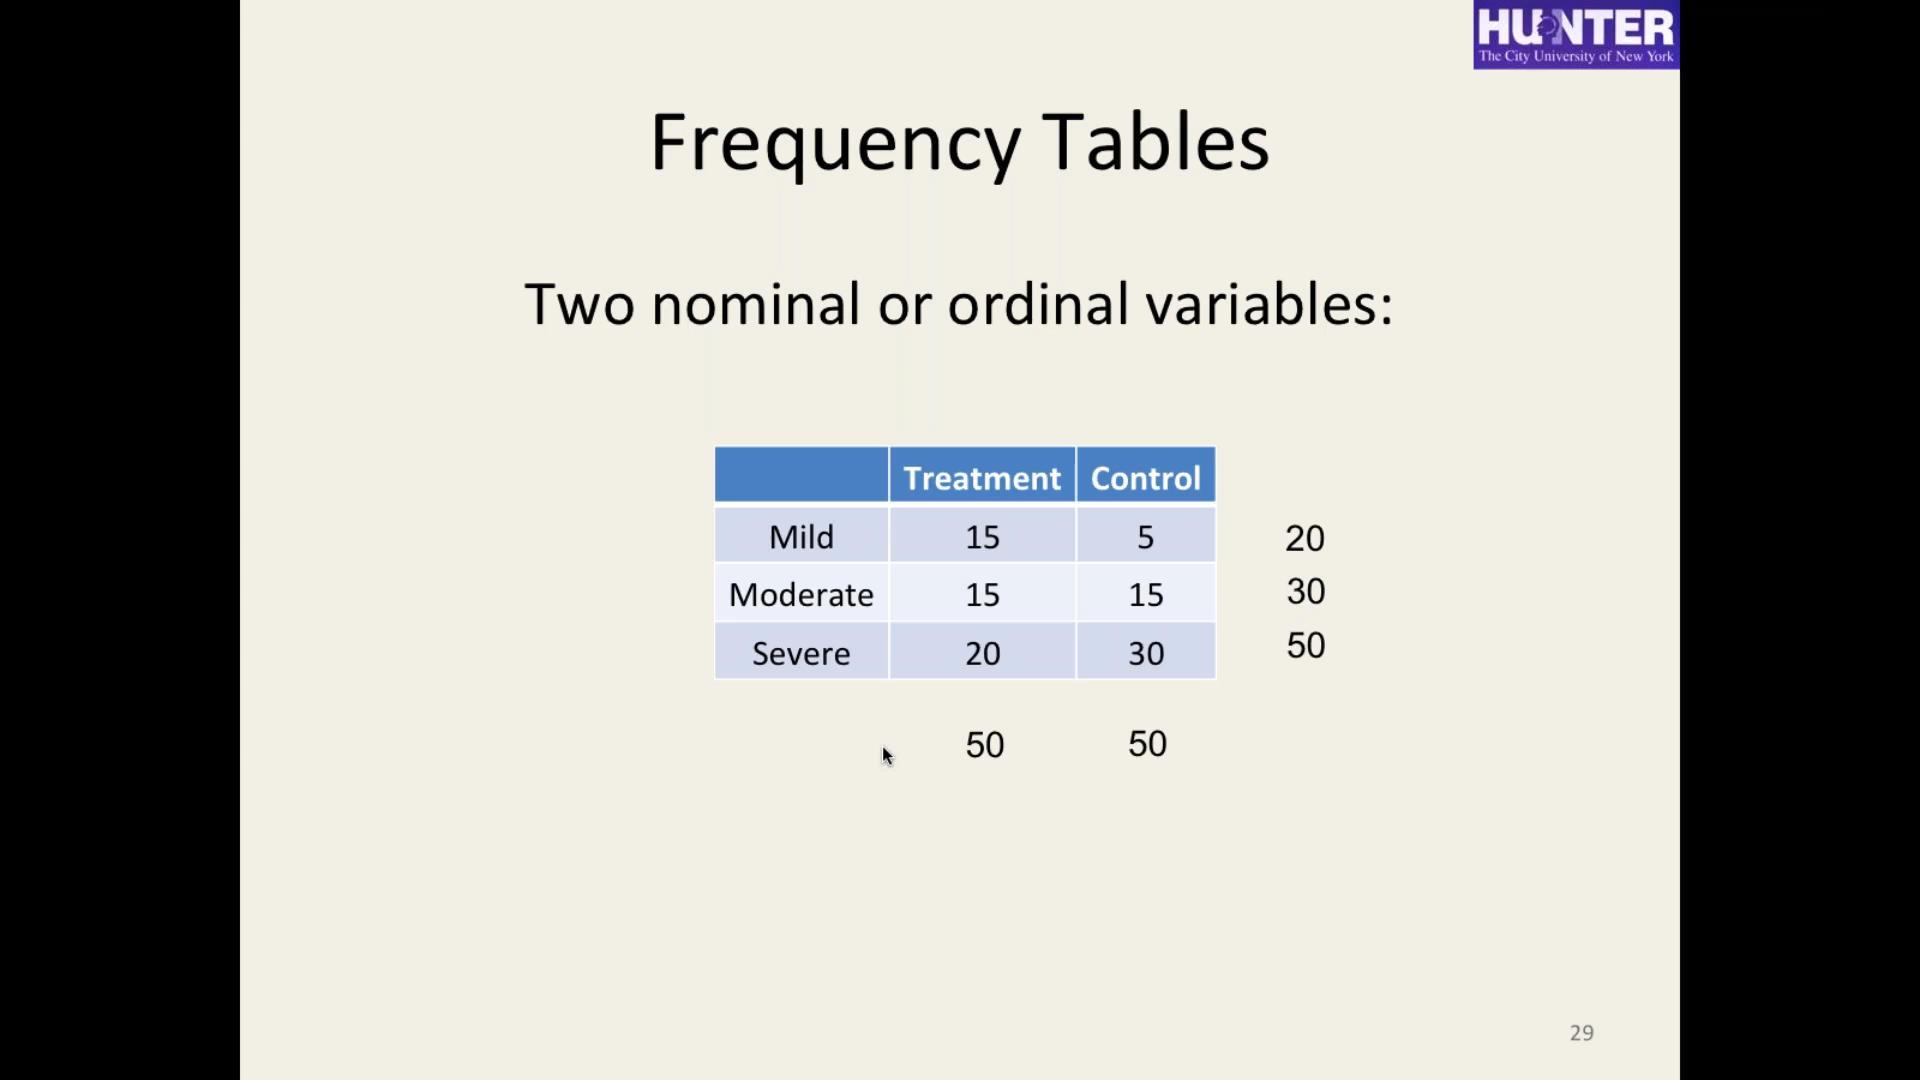 HUNTER
The City University of New York
Frequency Tables
Two nominal or ordinal variables:
Treatment Control
Mild 15 5 20
Moderate 15 15 30
Severe 20 30 50
50 50
29